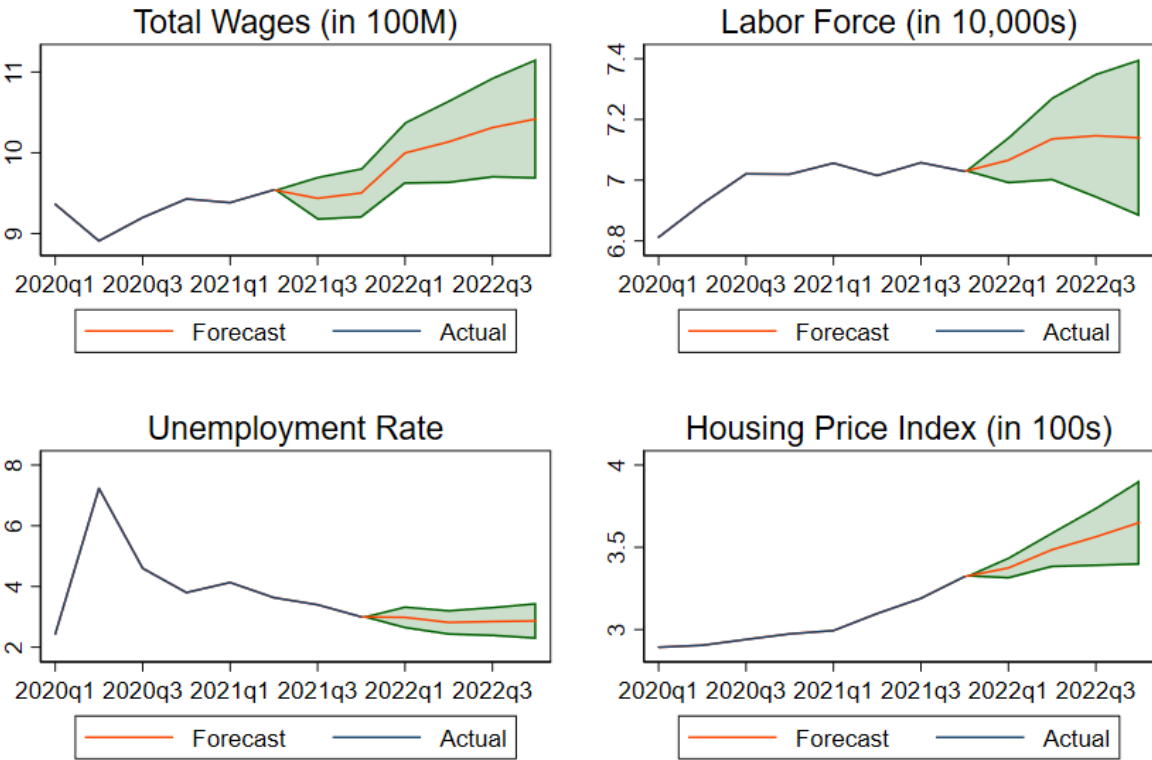 Total Wages (in 100M)
11
10
9
2020q1 2020q3 2021q1 2021q3 2022q1 2022q3
Forecast Actual
Labor Force (in 10,000s)
7.4
7.2
7
6.8
2020q1 2020q3 2021q1 2021q3 2022q1 2022q3
Forecast Actual
Unemployment Rate
8
6
4
2
2020q1 2020q3 2021q1 2021q3 2022q1 2022q3
Forecast Actual
Housing Price Index (in 100s)
4
3.5
3
2020q1 2020q3 2021q1 2021q3 2022q1 2022q3
Forecast Actual